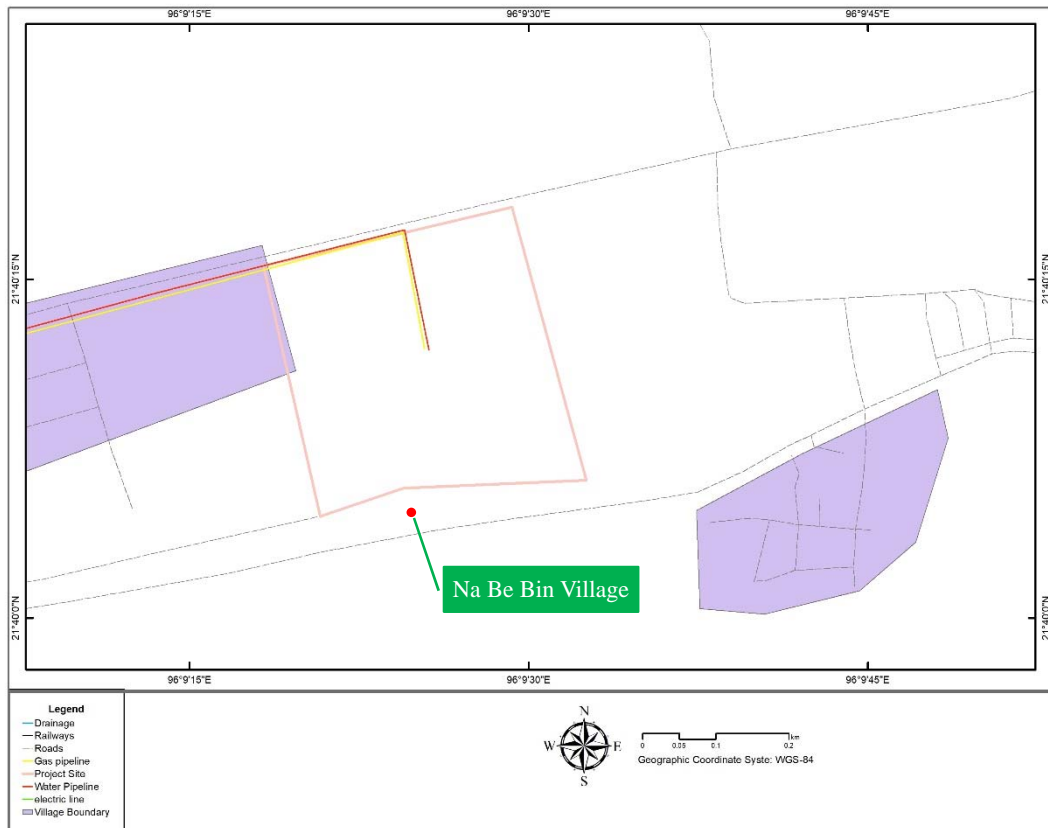 96°9'15"E
96°9'30"E
96°9'45"E
21°40'15"N
21°40'15"N
Na Be Bin Village
21°40'0"N
21°40'0"N
96°9'15"E
96°9'30"E
96°9'45"E
Legend
Drainage
Railways
Roads
Gas pipeline
Project Site
Water Pipeline
electric line
Village Boundary
N
W
E
S
km
0
0.05
0.1
0.2
Geographic Coordinate Syste: WGS-84